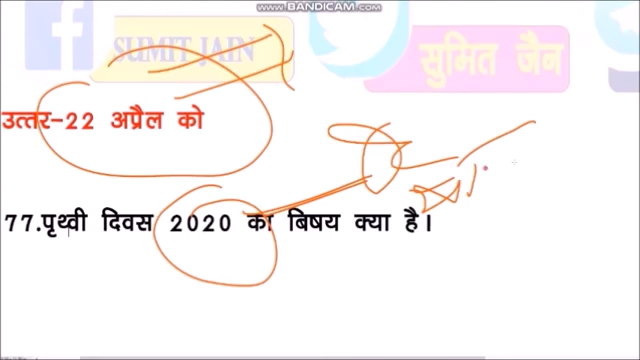 WWW.BANDICAM.COM
SUMIT JAIN
सुमित जैन
उत्तर-22 अप्रैल को
77.पृथ्वी दिवस 2020 का बिषय क्या है।